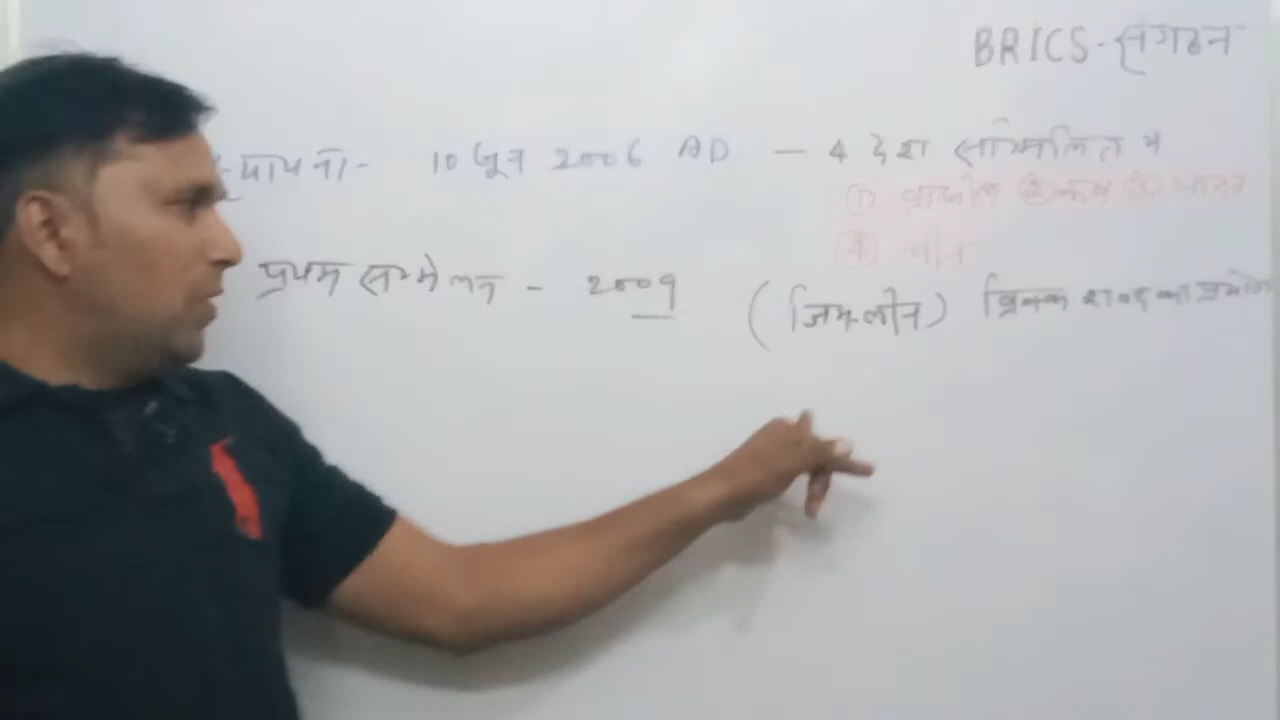 BRICS-संगठन
स्थापना- 10 जून 2006 AD - 4 देश सम्मिलित थे
① ब्राजील ② रूस ③ भारत
④ चीन
प्रथम सम्मेलन - 2009 (जिम-ओ नील) ब्रिक्स शब्द का प्रयोग